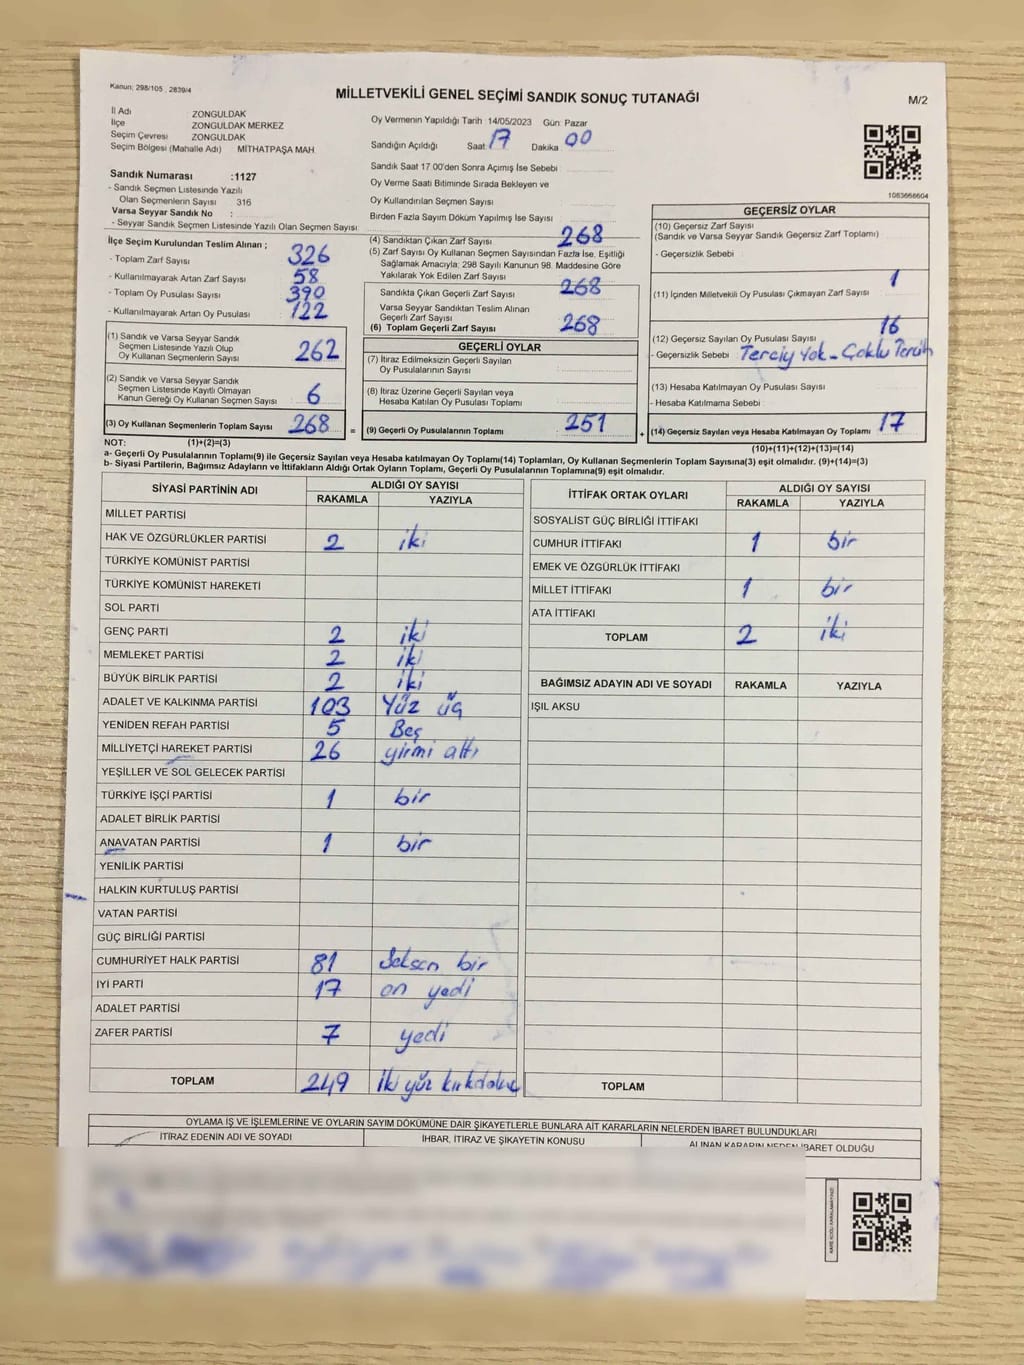 Kanun; 298/105 , 2839/4
MİLLETVEKİLİ GENEL SEÇİMİ SANDIK SONUÇ TUTANAĞI
M/2
İl Adı ZONGULDAK
İlçe ZONGULDAK MERKEZ
Seçim Çevresi ZONGULDAK
Seçim Bölgesi (Mahalle Adı) MİTHATPAŞA MAH.
Sandık Numarası :1127
- Sandık Seçmen Listesinde Yazılı
Olan Seçmenlerin Sayısı 316
Varsa Seyyar Sandık No :
- Seyyar Sandık Seçmen Listesinde Yazılı Olan Seçmen Sayısı:
Oy Vermenin Yapıldığı Tarih 14/05/2023 Gün: Pazar
Sandığın Açıldığı Saat 17 Dakika 00
Sandık Saat 17 00'den Sonra Açımış İse Sebebi
Oy Verme Saati Bitiminde Sırada Bekleyen ve
Oy Kullandırılan Seçmen Sayısı
Birden Fazla Sayım Döküm Yapılmış İse Sayısı
1083668604
İlçe Seçim Kurulundan Teslim Alınan ;
- Toplam Zarf Sayısı 326
- Kullanılmayarak Artan Zarf Sayısı 58
- Toplam Oy Pusulası Sayısı 390
- Kullanılmayarak Artan Oy Pusulası 122
(1) Sandık ve Varsa Seyyar Sandık
Seçmen Listesinde Yazılı Olup
Oy Kullanan Seçmenlerin Sayısı 262
(2) Sandık ve Varsa Seyyar Sandık
Seçmen Listesinde Kayıtlı Olmayan
Kanun Gereği Oy Kullanan Seçmen Sayısı 6
(3) Oy Kullanan Seçmenlerin Toplam Sayısı 268 =
(4) Sandıktan Çıkan Zarf Sayısı 268
(5) Zarf Sayısı Oy Kullanan Seçmen Sayısından Fazla İse, Eşitliği
Sağlamak Amacıyla; 298 Sayılı Kanunun 98. Maddesine Göre
Yakılarak Yok Edilen Zarf Sayısı
Sandıkta Çıkan Geçerli Zarf Sayısı 268
Varsa Seyyar Sandıktan Teslim Alınan
Geçerli Zarf Sayısı
(6) Toplam Geçerli Zarf Sayısı 268
GEÇERLİ OYLAR
(7) İtiraz Edilmeksizin Geçerli Sayılan
Oy Pusulalarının Sayısı
(8) İtiraz Üzerine Geçerli Sayılan veya
Hesaba Katılan Oy Pusulası Toplamı
(9) Geçerli Oy Pusulalarının Toplamı 251 +
GEÇERSİZ OYLAR
(10) Geçersiz Zarf Sayısı
(Sandık ve Varsa Seyyar Sandık Geçersiz Zarf Toplamı)
- Geçersizlik Sebebi
(11) İçinden Milletvekili Oy Pusulası Çıkmayan Zarf Sayısı 1
(12) Geçersiz Sayılan Oy Pusulası Sayısı 16
- Geçersizlik Sebebi Terciy Yok - Çoklu Tercih
(13) Hesaba Katılmayan Oy Pusulası Sayısı
- Hesaba Katılmama Sebebi
(14) Geçersiz Sayılan veya Hesaba Katılmayan Oy Toplamı 17
NOT: (1)+(2)=(3)
(10)+(11)+(12)+(13)=(14)
a- Geçerli Oy Pusulalarının Toplamı(9) ile Geçersiz Sayılan veya Hesaba katılmayan Oy Toplamı(14) Toplamları, Oy Kullanan Seçmenlerin Toplam Sayısına(3) eşit olmalıdır. (9)+(14)=(3)
b- Siyasi Partilerin, Bağımsız Adayların ve İttifakların Aldığı Ortak Oyların Toplamı, Geçerli Oy Pusulalarının Toplamına(9) eşit olmalıdır.
SİYASİ PARTİNİN ADI ALDIĞI OY SAYISI
RAKAMLA YAZIYLA
MİLLET PARTİSİ
HAK VE ÖZGÜRLÜKLER PARTİSİ 2 iki
TÜRKİYE KOMÜNİST PARTİSİ
TÜRKİYE KOMÜNİST HAREKETİ
SOL PARTİ
GENÇ PARTİ 2 iki
MEMLEKET PARTİSİ 2 iki
BÜYÜK BİRLİK PARTİSİ 2 iki
ADALET VE KALKINMA PARTİSİ 103 Yüz üç
YENİDEN REFAH PARTİSİ 5 Beş
MİLLİYETÇİ HAREKET PARTİSİ 26 yirmi altı
YEŞİLLER VE SOL GELECEK PARTİSİ
TÜRKİYE İŞÇİ PARTİSİ 1 bir
ADALET BİRLİK PARTİSİ
ANAVATAN PARTİSİ 1 bir
YENİLİK PARTİSİ
HALKIN KURTULUŞ PARTİSİ
VATAN PARTİSİ
GÜÇ BİRLİĞİ PARTİSİ
CUMHURİYET HALK PARTİSİ 81 Seksen bir
İYİ PARTİ 17 on yedi
ADALET PARTİSİ
ZAFER PARTİSİ 7 yedi
TOPLAM 249 iki yüz kırkdokuz
İTTİFAK ORTAK OYLARI ALDIĞI OY SAYISI
RAKAMLA YAZIYLA
SOSYALİST GÜÇ BİRLİĞİ İTTİFAKI
CUMHUR İTTİFAKI 1 bir
EMEK VE ÖZGÜRLÜK İTTİFAKI
MİLLET İTTİFAKI 1 bir
ATA İTTİFAKI
TOPLAM 2 iki
BAĞIMSIZ ADAYIN ADI VE SOYADI RAKAMLA YAZIYLA
IŞIL AKSU
TOPLAM
OYLAMA İŞ VE İŞLEMLERİNE VE OYLARIN SAYIM DÖKÜMÜNE DAİR ŞİKAYETLERLE BUNLARA AİT KARARLARIN NELERDEN İBARET BULUNDUKLARI
İTİRAZ EDENİN ADI VE SOYADI İHBAR, İTİRAZ VE ŞİKAYETİN KONUSU ALINAN KARARIN NEDEN İBARET OLDUĞU
KARE KODU KARALAMAYINIZ!